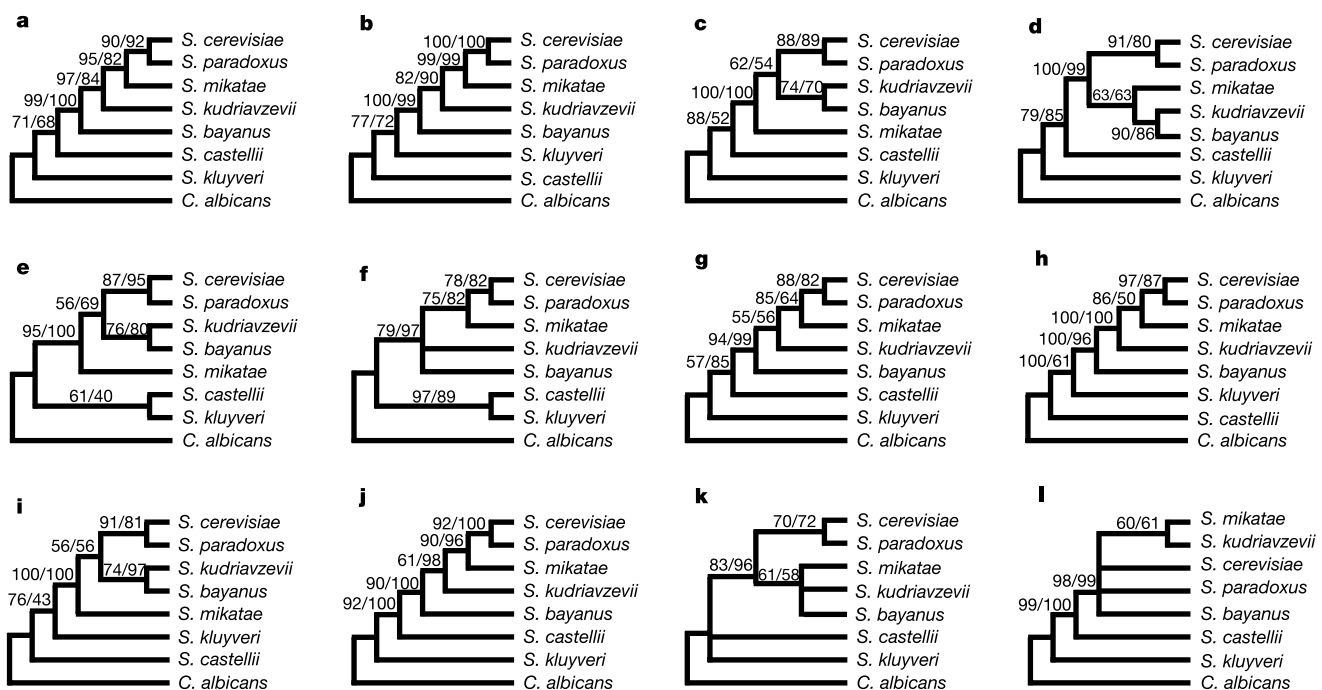 a
90/92
S. cerevisiae
95/82
S. paradoxus
97/84
S. mikatae
99/100
S. kudriavzevii
71/68
S. bayanus
S. castellii
S. kluyveri
C. albicans
b
100/100
S. cerevisiae
99/99
S. paradoxus
82/90
S. mikatae
100/99
S. kudriavzevii
77/72
S. bayanus
S. kluyveri
S. castellii
C. albicans
c
88/89
S. cerevisiae
62/54
S. paradoxus
74/70
S. kudriavzevii
100/100
S. bayanus
88/52
S. mikatae
S. castellii
S. kluyveri
C. albicans
d
91/80
S. cerevisiae
100/99
S. paradoxus
63/63
S. mikatae
79/85
S. kudriavzevii
90/86
S. bayanus
S. castellii
S. kluyveri
C. albicans
e
87/95
S. cerevisiae
56/69
S. paradoxus
76/80
S. kudriavzevii
95/100
S. bayanus
S. mikatae
61/40
S. castellii
S. kluyveri
C. albicans
f
78/82
S. cerevisiae
75/82
S. paradoxus
S. mikatae
79/97
S. kudriavzevii
S. bayanus
97/89
S. castellii
S. kluyveri
C. albicans
g
88/82
S. cerevisiae
85/64
S. paradoxus
55/56
S. mikatae
94/99
S. kudriavzevii
57/85
S. bayanus
S. castellii
S. kluyveri
C. albicans
h
97/87
S. cerevisiae
86/50
S. paradoxus
100/100
S. mikatae
100/96
S. kudriavzevii
100/61
S. bayanus
S. kluyveri
S. castellii
C. albicans
i
91/81
S. cerevisiae
56/56
S. paradoxus
74/97
S. kudriavzevii
100/100
S. bayanus
76/43
S. mikatae
S. kluyveri
S. castellii
C. albicans
j
92/100
S. cerevisiae
90/96
S. paradoxus
61/98
S. mikatae
90/100
S. kudriavzevii
92/100
S. bayanus
S. castellii
S. kluyveri
C. albicans
k
70/72
S. cerevisiae
S. paradoxus
83/96
61/58
S. mikatae
S. kudriavzevii
S. bayanus
S. castellii
S. kluyveri
C. albicans
l
60/61
S. mikatae
S. kudriavzevii
S. cerevisiae
98/99
S. paradoxus
99/100
S. bayanus
S. castellii
S. kluyveri
C. albicans